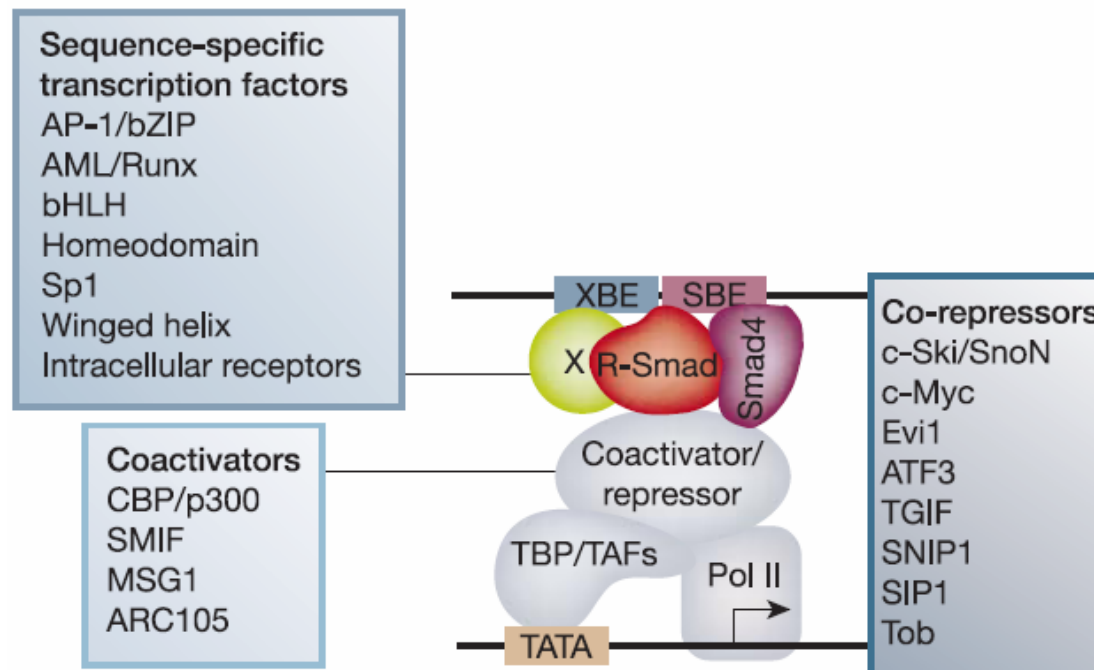 Sequence-specific
transcription factors
AP-1/bZIP
AML/Runx
bHLH
Homeodomain
Sp1
Winged helix
Intracellular receptors
Coactivators
CBP/p300
SMIF
MSG1
ARC105
XBE
SBE
X
R-Smad
Smad4
Coactivator/
repressor
TBP/TAFs
Pol II
TATA
Co-repressors
c-Ski/SnoN
c-Myc
Evi1
ATF3
TGIF
SNIP1
SIP1
Tob